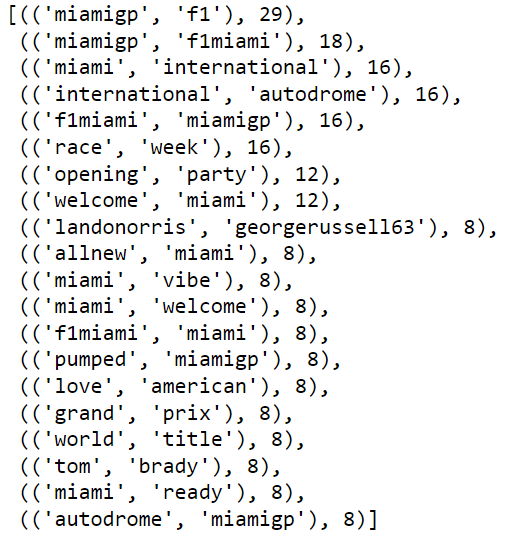 [(('miamigp', 'f1'), 29),
(('miamigp', 'f1miami'), 18),
(('miami', 'international'), 16),
(('international', 'autodrome'), 16),
(('f1miami', 'miamigp'), 16),
(('race', 'week'), 16),
(('opening', 'party'), 12),
(('welcome', 'miami'), 12),
(('landonorris', 'georgerussell63'), 8),
(('allnew', 'miami'), 8),
(('miami', 'vibe'), 8),
(('miami', 'welcome'), 8),
(('f1miami', 'miami'), 8),
(('pumped', 'miamigp'), 8),
(('love', 'american'), 8),
(('grand', 'prix'), 8),
(('world', 'title'), 8),
(('tom', 'brady'), 8),
(('miami', 'ready'), 8),
(('autodrome', 'miamigp'), 8)]